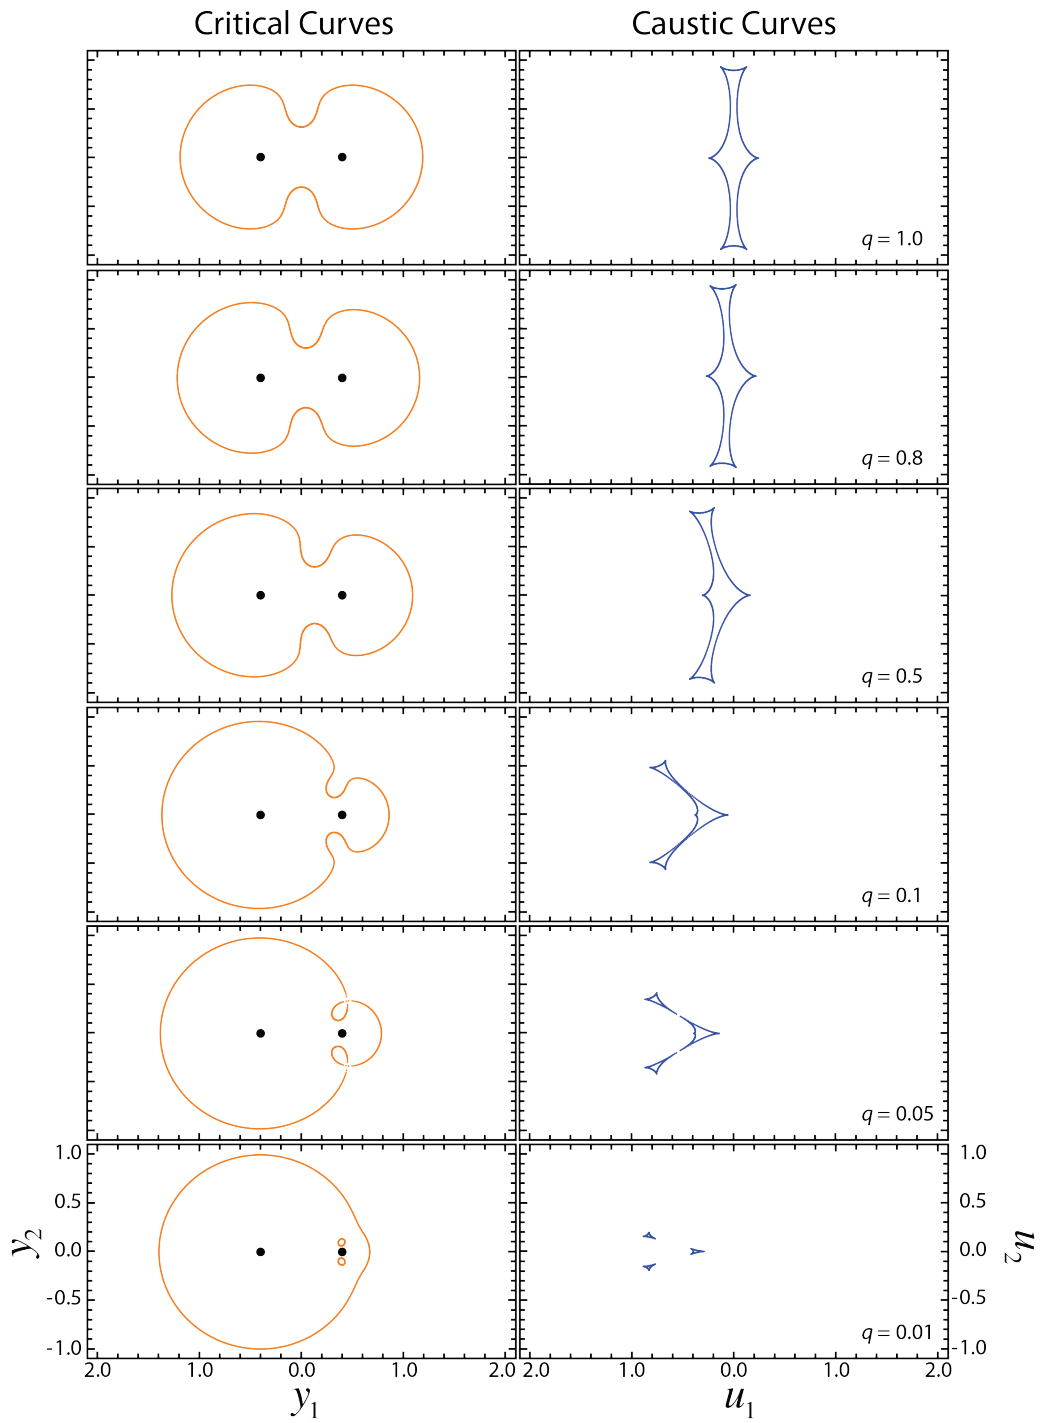 Critical Curves
Caustic Curves
q = 1.0
q = 0.8
q = 0.5
q = 0.1
q = 0.05
q = 0.01
1.0
0.5
0.0
-0.5
-1.0
y2
1.0
0.5
0.0
-0.5
-1.0
u2
2.0 1.0 0.0 1.0 2.0
2.0 1.0 0.0 1.0 2.0
y1
u1